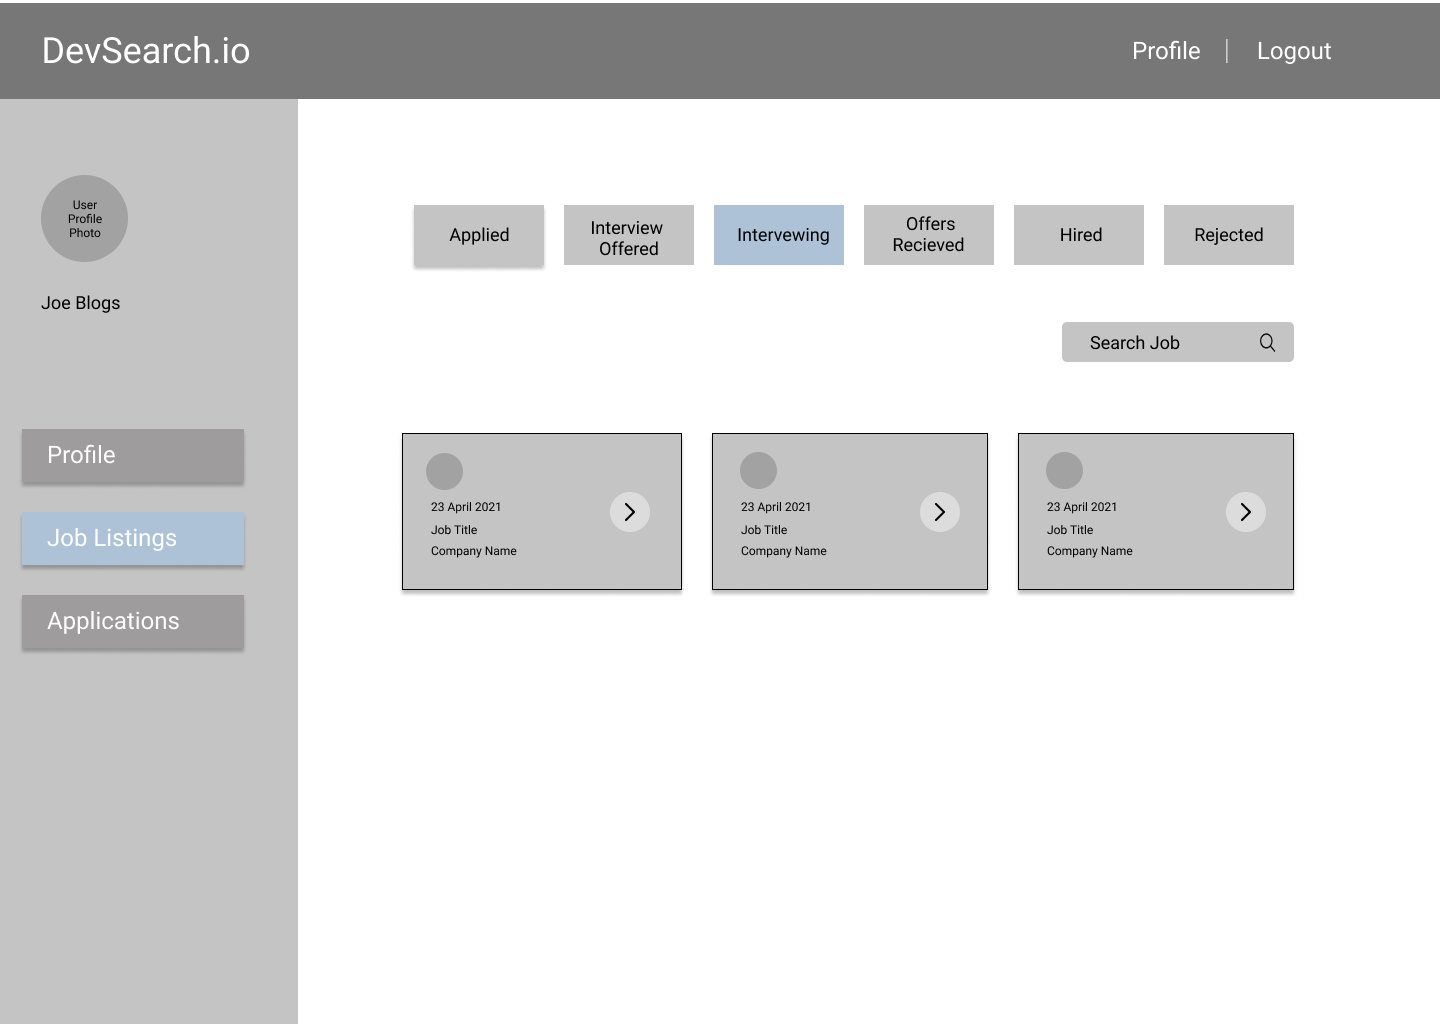 DevSearch.io
Profile
Logout
User
Profile
Photo
Joe Blogs
Profile
Job Listings
Applications
Applied
Interview
Offered
Intervewing
Offers
Recieved
Hired
Rejected
Search Job
23 April 2021
Job Title
Company Name
23 April 2021
Job Title
Company Name
23 April 2021
Job Title
Company Name